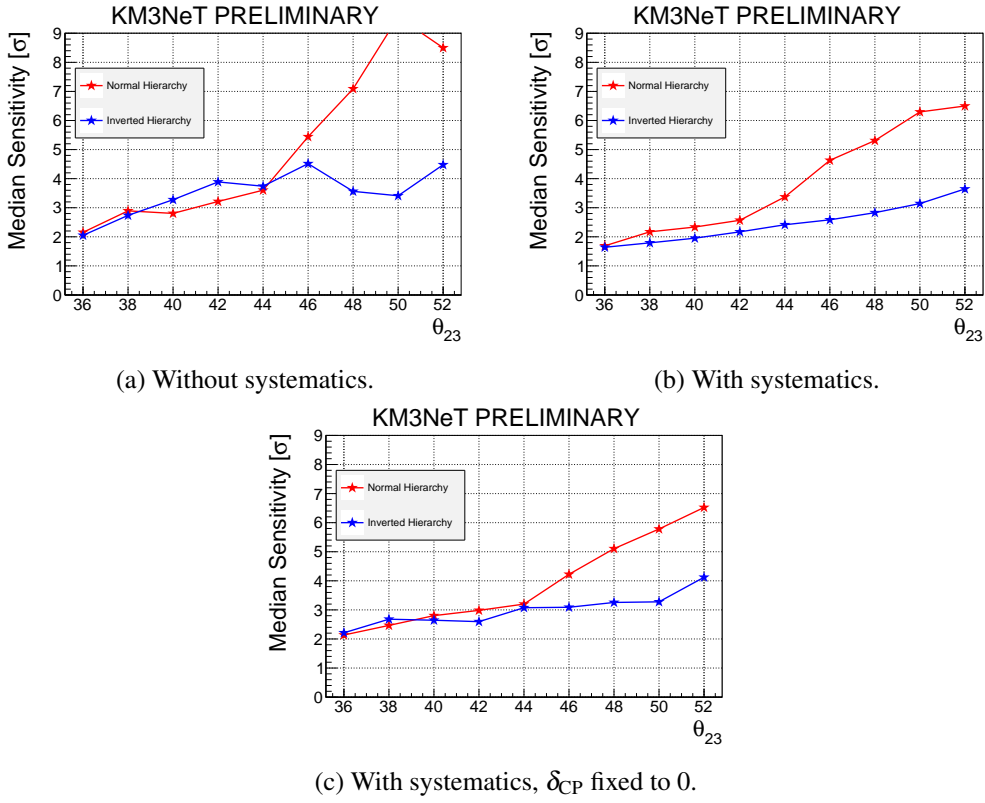 KM3NeT PRELIMINARY
Median Sensitivity [σ]
9
8
7
6
5
4
3
2
1
0
Normal Hierarchy
Inverted Hierarchy
36 38 40 42 44 46 48 50 52
θ23
(a) Without systematics.
KM3NeT PRELIMINARY
Median Sensitivity [σ]
9
8
7
6
5
4
3
2
1
0
Normal Hierarchy
Inverted Hierarchy
36 38 40 42 44 46 48 50 52
θ23
(b) With systematics.
KM3NeT PRELIMINARY
Median Sensitivity [σ]
9
8
7
6
5
4
3
2
1
0
Normal Hierarchy
Inverted Hierarchy
36 38 40 42 44 46 48 50 52
θ23
(c) With systematics, δCP fixed to 0.